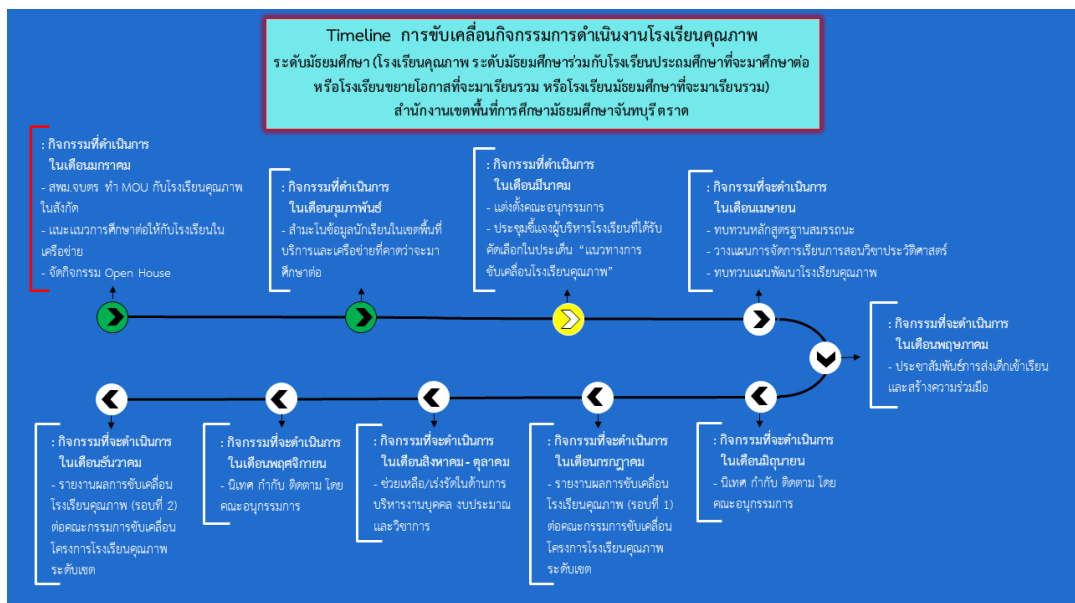 Timeline การขับเคลื่อนกิจกรรมการดำเนินงานโรงเรียนคุณภาพ
ระดับมัธยมศึกษา (โรงเรียนคุณภาพ ระดับมัธยมศึกษาร่วมกับโรงเรียนประถมศึกษาที่จะมาศึกษาต่อ
หรือโรงเรียนขยายโอกาสที่จะมาเรียนรวม หรือโรงเรียนมัธยมศึกษาที่จะมาเรียนรวม)
สำนักงานเขตพื้นที่การศึกษามัธยมศึกษาจันทบุรี ตราด
: กิจกรรมที่ดำเนินการ
ในเดือนมกราคม
- สพม.จบตร ทำ MOU กับโรงเรียนคุณภาพ
ในสังกัด
- แนะแนวการศึกษาต่อให้กับโรงเรียนใน
เครือข่าย
- จัดกิจกรรม Open House
: กิจกรรมที่ดำเนินการ
ในเดือนกุมภาพันธ์
- สำมะโนข้อมูลนักเรียนในเขตพื้นที่
บริการและเครือข่ายที่คาดว่าจะมา
ศึกษาต่อ
: กิจกรรมที่ดำเนินการ
ในเดือนมีนาคม
- แต่งตั้งคณะอนุกรรมการ
- ประชุมชี้แจงผู้บริหารโรงเรียนที่ได้รับ
คัดเลือกในประเด็น “แนวทางการ
ขับเคลื่อนโรงเรียนคุณภาพ”
: กิจกรรมที่จะดำเนินการ
ในเดือนเมษายน
- ทบทวนหลักสูตรฐานสมรรถนะ
- วางแผนการจัดการเรียนการสอนวิชาประวัติศาสตร์
- ทบทวนแผนพัฒนาโรงเรียนคุณภาพ
: กิจกรรมที่จะดำเนินการ
ในเดือนพฤษภาคม
- ประชาสัมพันธ์การส่งเด็กเข้าเรียน
และสร้างความร่วมมือ
: กิจกรรมที่จะดำเนินการ
ในเดือนมิถุนายน
- นิเทศ กำกับ ติดตาม โดย
คณะอนุกรรมการ
: กิจกรรมที่จะดำเนินการ
ในเดือนกรกฎาคม
- รายงานผลการขับเคลื่อน
โรงเรียนคุณภาพ (รอบที่ 1)
ต่อคณะกรรมการขับเคลื่อน
โครงการโรงเรียนคุณภาพ
ระดับเขต
: กิจกรรมที่จะดำเนินการ
ในเดือนสิงหาคม- ตุลาคม
- ช่วยเหลือ/เร่งรัดในด้านการ
บริหารงานบุคคล งบประมาณ
และวิชาการ
: กิจกรรมที่จะดำเนินการ
ในเดือนพฤศจิกายน
- นิเทศ กำกับ ติดตาม โดย
คณะอนุกรรมการ
: กิจกรรมที่จะดำเนินการ
ในเดือนธันวาคม
- รายงานผลการขับเคลื่อน
โรงเรียนคุณภาพ (รอบที่ 2)
ต่อคณะกรรมการขับเคลื่อน
โครงการโรงเรียนคุณภาพ
ระดับเขต